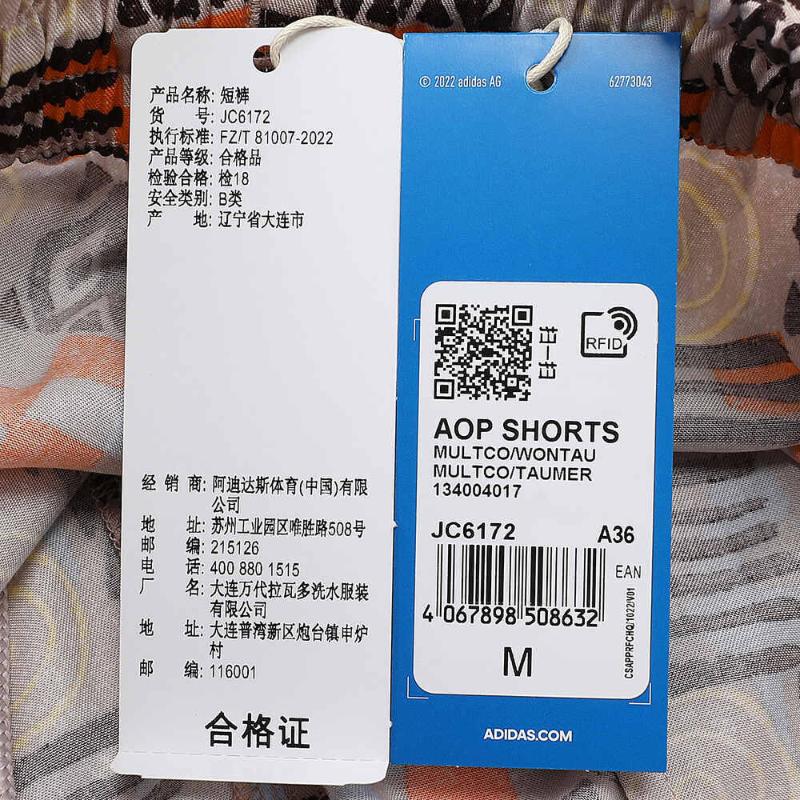 产品名称: 短裤
货 号: JC6172
执行标准: FZ/T 81007-2022
产品等级: 合格品
检验合格: 检18
安全类别: B类
产 地: 辽宁省大连市
经 销 商: 阿迪达斯体育(中国)有限
公司
地 址: 苏州工业园区唯胜路508号
邮 编: 215126
电 话: 400 880 1515
厂 名: 大连万代拉瓦多洗水服装
有限公司
地 址: 大连普湾新区炮台镇申炉
村
邮 编: 116001
合格证
© 2022 adidas AG
62773043
扫一扫
RFID
AOP SHORTS
MULTCO/WONTAU
MULTCO/TAUMER
134004017
JC6172 A36
EAN
4 067898 508632
CSAPPRFCHQ/1022/V01
M
ADIDAS.COM